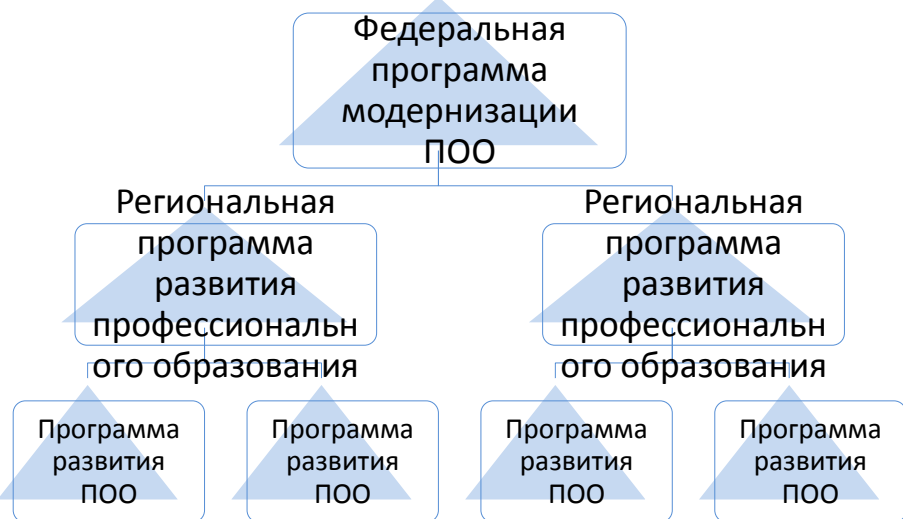 Федеральная
программа
модернизации
ПОО
Региональная
программа
развития
профессиональн
ого образования
Региональная
программа
развития
профессиональн
ого образования
Программа
развития
ПОО
Программа
развития
ПОО
Программа
развития
ПОО
Программа
развития
ПОО